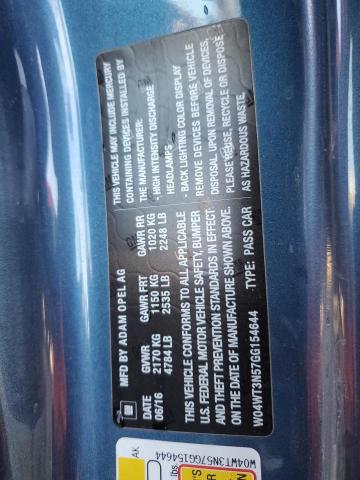 MFD BY ADAM OPEL AG
DATE GVWR GAWR FRT GAWR RR
06/16 2170 KG 1150 KG 1020 KG
4784 LB 2535 LB 2248 LB
THIS VEHICLE CONFORMS TO ALL APPLICABLE
U.S. FEDERAL MOTOR VEHICLE SAFETY, BUMPER
AND THEFT PREVENTION STANDARDS IN EFFECT
ON DATE OF MANUFACTURE SHOWN ABOVE.
W04WT3N57GG154644 TYPE: PASS CAR
THIS VEHICLE MAY INCLUDE MERCURY
CONTAINING DEVICES INSTALLED BY
THE MANUFACTURER:
- HIGH INTENSITY DISCHARGE
HEADLAMPS
- BACK LIGHTING COLOR DISPLAY
REMOVE DEVICES BEFORE VEHICLE
DISPOSAL. UPON REMOVAL OF DEVICES,
PLEASE REUSE, RECYCLE OR DISPOSE
AS HAZARDOUS WASTE.
GM
AK
W04WT3N57GG154644
lbs.